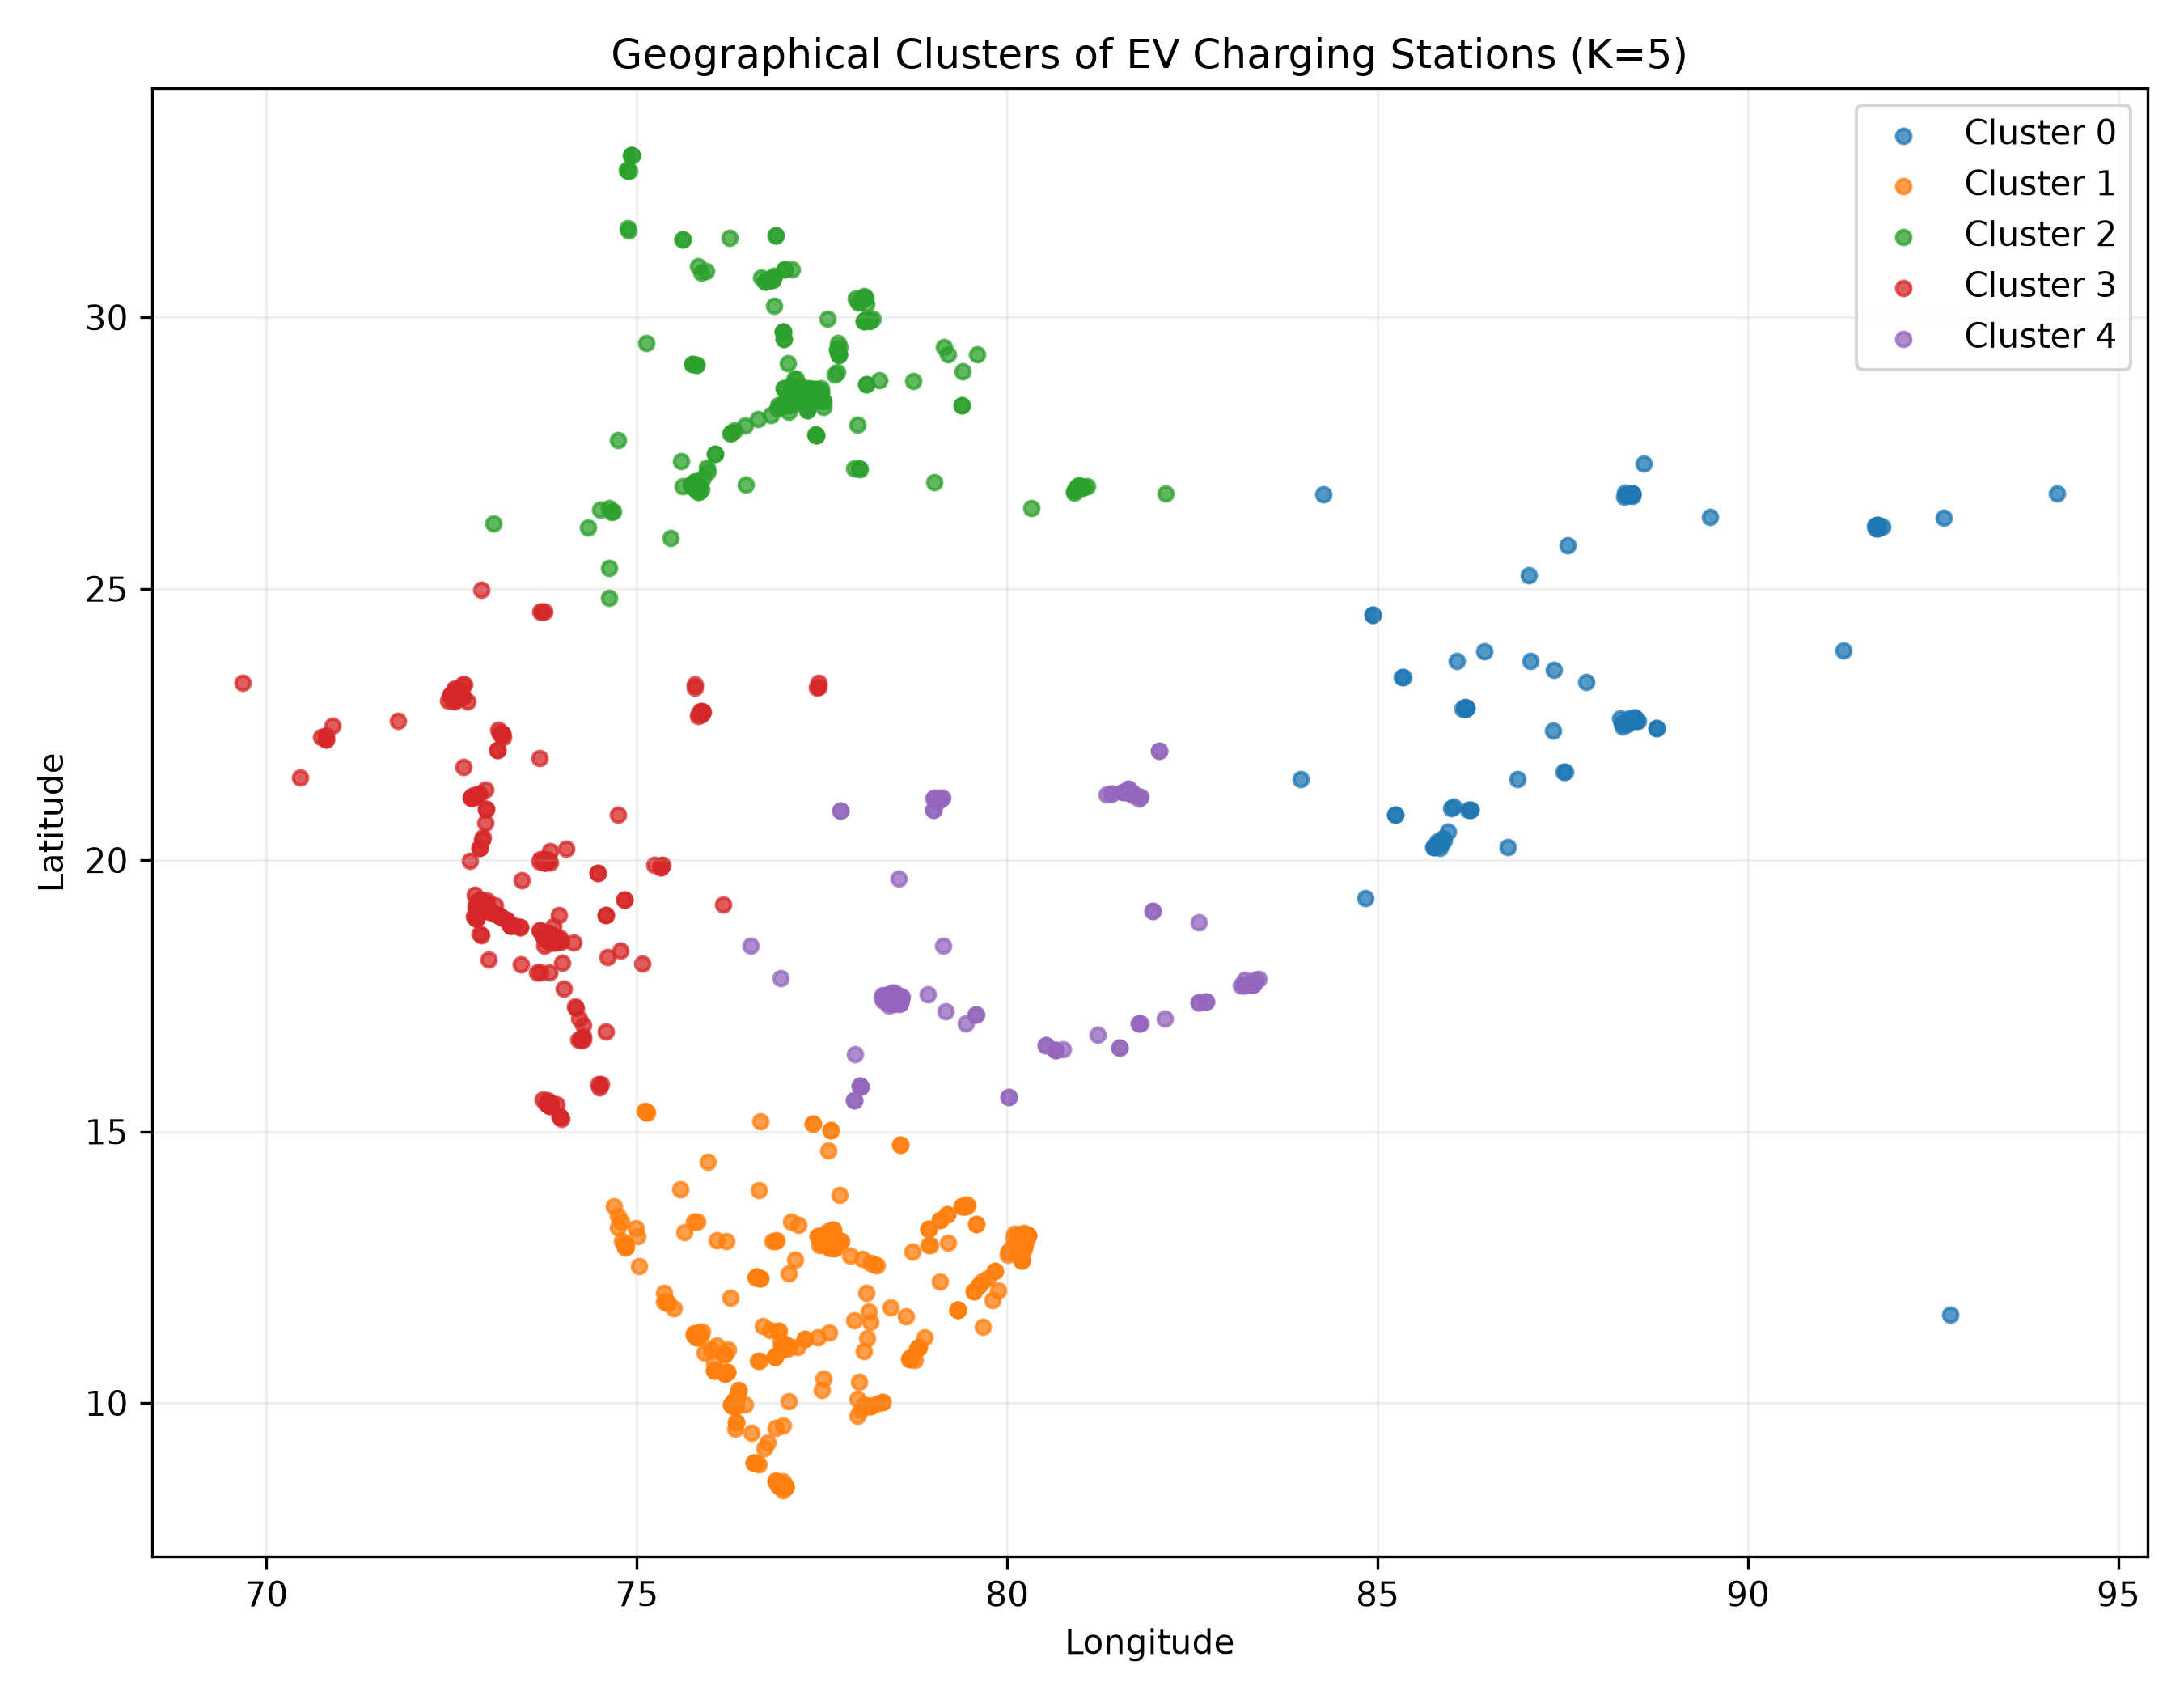 Geographical Clusters of EV Charging Stations (K=5)
Cluster 0
Cluster 1
Cluster 2
Cluster 3
Cluster 4
Latitude
30
25
20
15
10
70
75
80
85
90
95
Longitude